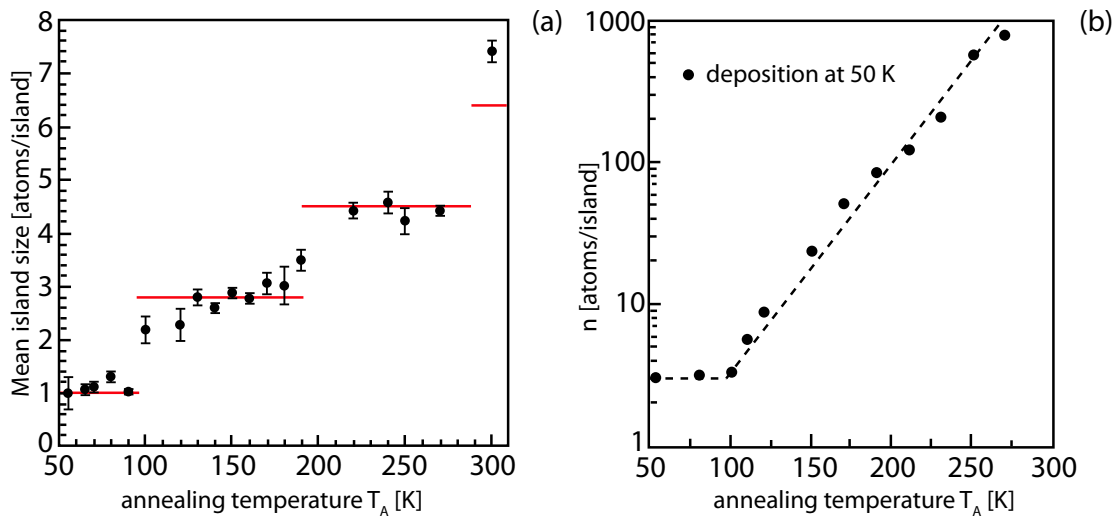 (a)
Mean island size [atoms/island]
8
7
6
5
4
3
2
1
0
50 100 150 200 250 300
annealing temperature T_A [K]
(b)
deposition at 50 K
n [atoms/island]
1000
100
10
1
50 100 150 200 250 300
annealing temperature T_A [K]